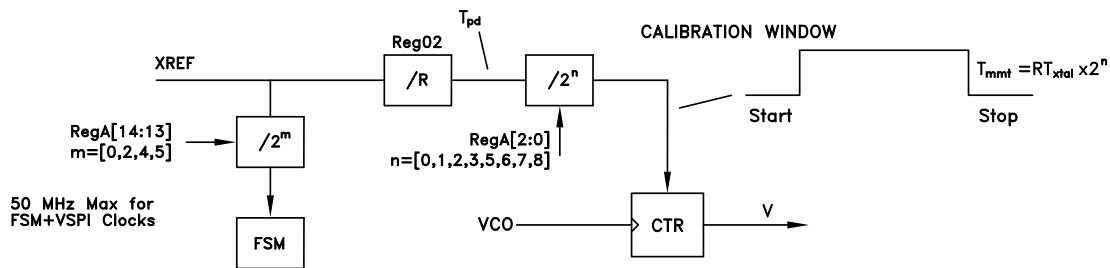 T_pd
CALIBRATION WINDOW
Reg02
XREF
/R
/2^n
T_mmt = RT_xtal x 2^n
Start
Stop
RegA[14:13]
m=[0,2,4,5]
/2^m
RegA[2:0]
n=[0,1,2,3,5,6,7,8]
50 MHz Max for
FSM+VSPI Clocks
FSM
VCO
CTR
V